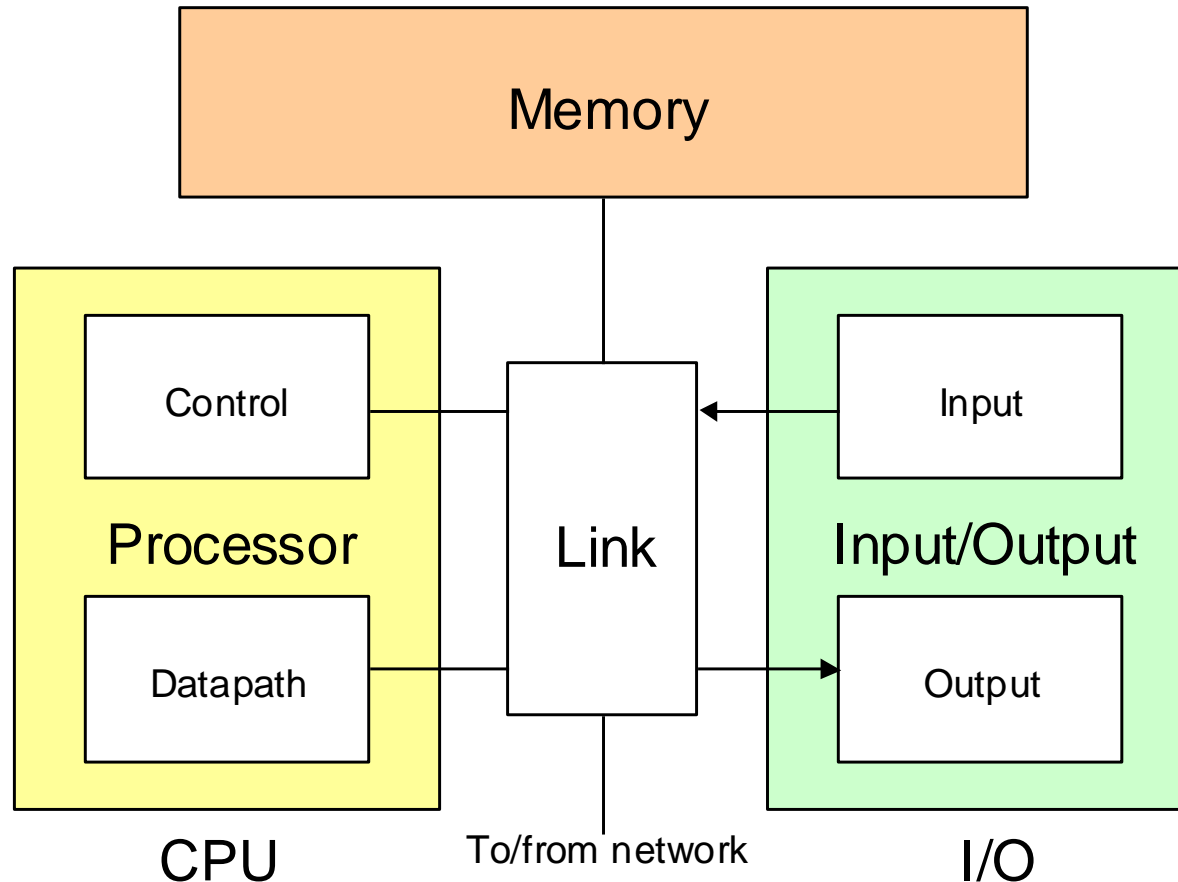 Memory
Control
Input
Processor
Link
Input/Output
Datapath
Output
CPU
To/from network
I/O